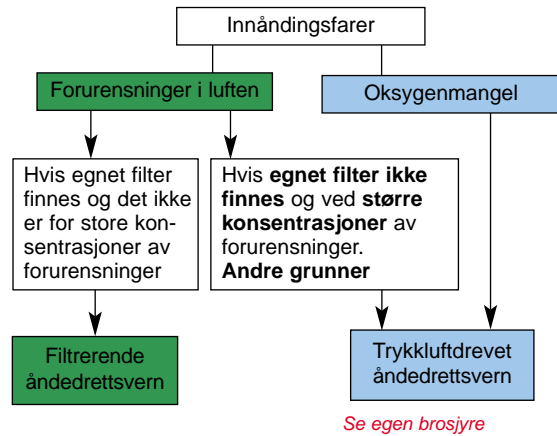 Innåndingsfarer
Forurensninger i luften
Oksygenmangel
Hvis egnet filter
finnes og det ikke
er for store kon-
sentrasjoner av
forurensninger
Hvis egnet filter ikke
finnes og ved større
konsentrasjoner av
forurensninger.
Andre grunner
Filtrerende
åndedrettsvern
Trykkluftdrevet
åndedrettsvern
Se egen brosjyre